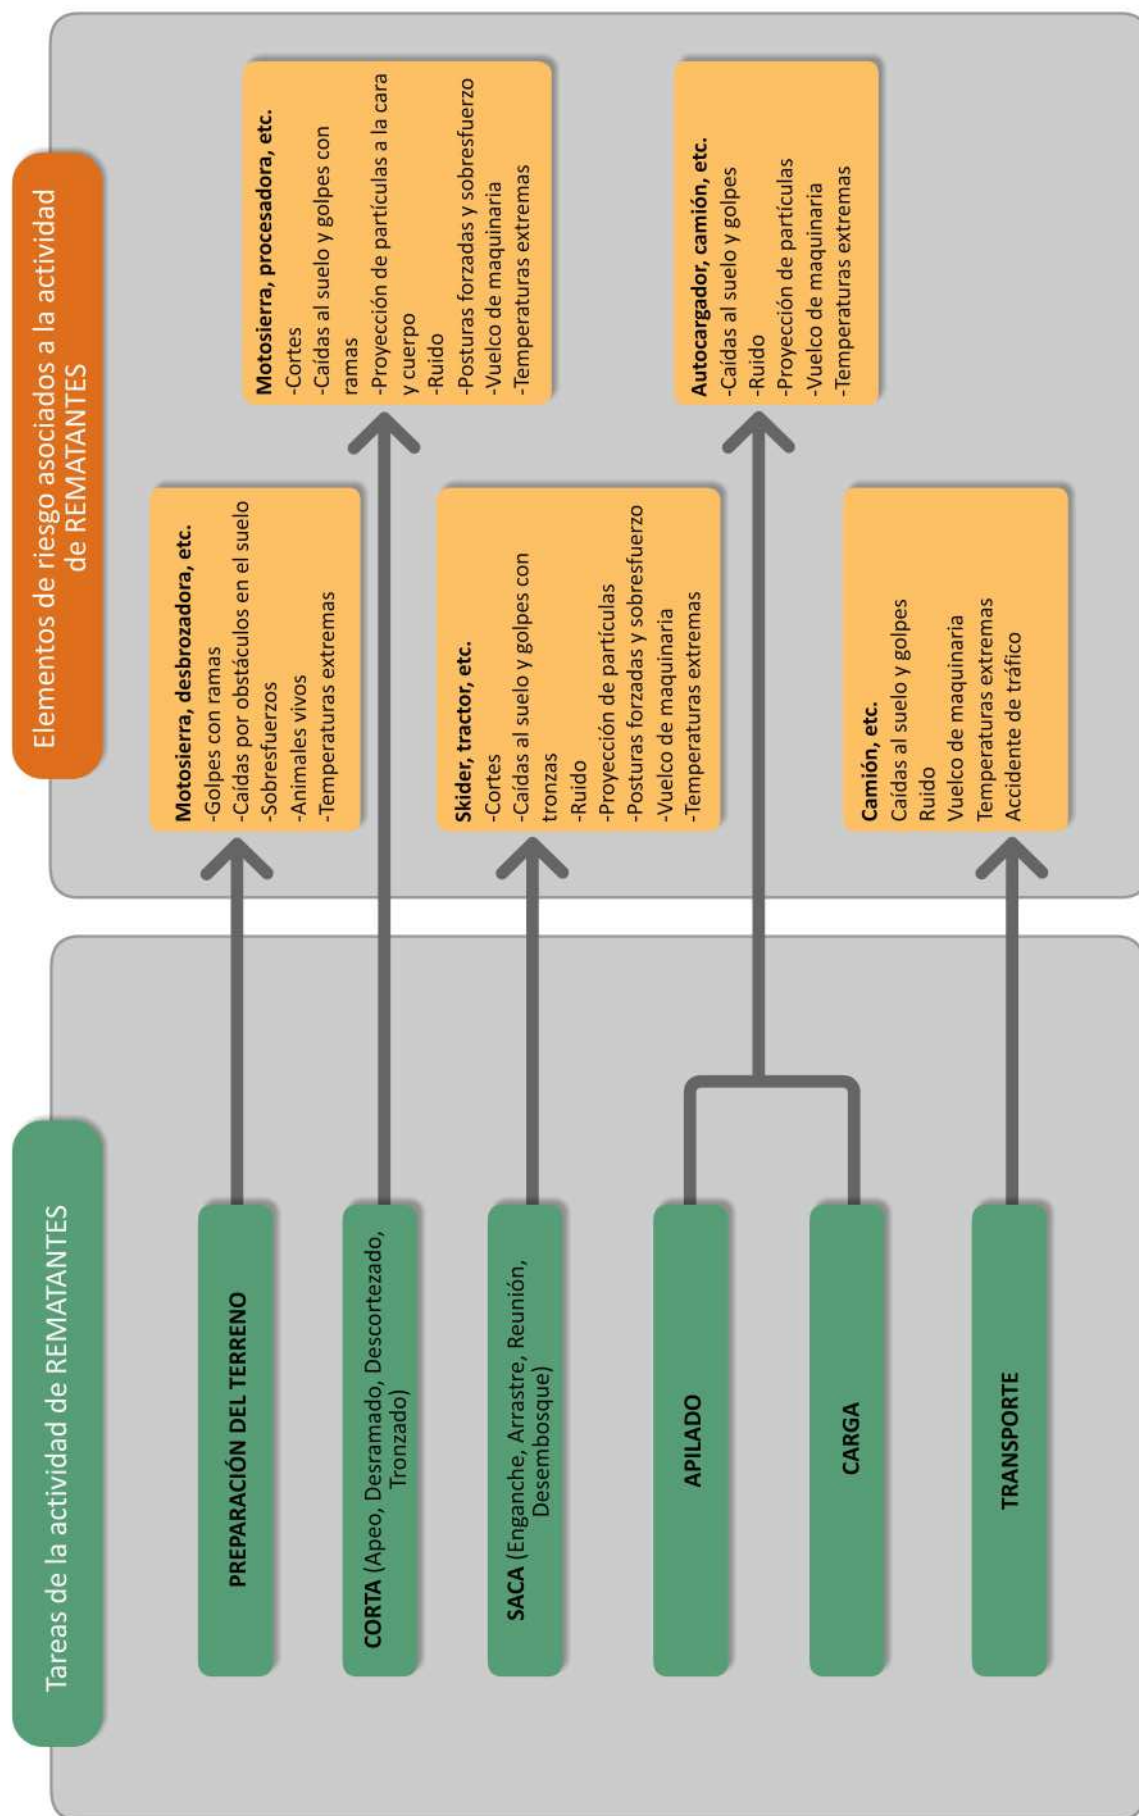 Tareas de la actividad de REMATANTES
PREPARACIÓN DEL TERRENO
CORTA (Apeo, Desramado, Descortezado,
Tronzado)
SACA (Enganche, Arrastre, Reunión,
Desembosque)
APILADO
CARGA
TRANSPORTE
Elementos de riesgo asociados a la actividad
de REMATANTES
Motosierra, desbrozadora, etc.
-Golpes con ramas
-Caídas por obstáculos en el suelo
-Sobresfuerzos
-Animales vivos
-Temperaturas extremas
Motosierra, procesadora, etc.
-Cortes
-Caídas al suelo y golpes con
ramas
-Proyección de partículas a la cara
y cuerpo
-Ruido
-Posturas forzadas y sobresfuerzo
-Vuelco de maquinaria
-Temperaturas extremas
Skider, tractor, etc.
-Cortes
-Caídas al suelo y golpes con
tronzas
-Ruido
-Proyección de partículas
-Posturas forzadas y sobresfuerzo
-Vuelco de maquinaria
-Temperaturas extremas
Autocargador, camión, etc.
-Caídas al suelo y golpes
-Ruido
-Proyección de partículas
-Vuelco de maquinaria
-Temperaturas extremas
Camión, etc.
Caídas al suelo y golpes
Ruido
Vuelco de maquinaria
Temperaturas extremas
Accidente de tráfico